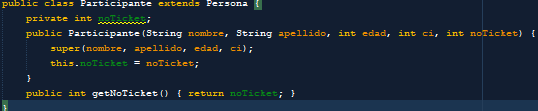 public class Participante extends Persona {
    private int noTicket;
    public Participante(String nombre, String apellido, int edad, int ci, int noTicket) {
        super(nombre, apellido, edad, ci);
        this.noTicket = noTicket;
    }
    public int getNoTicket() { return noTicket; }
}